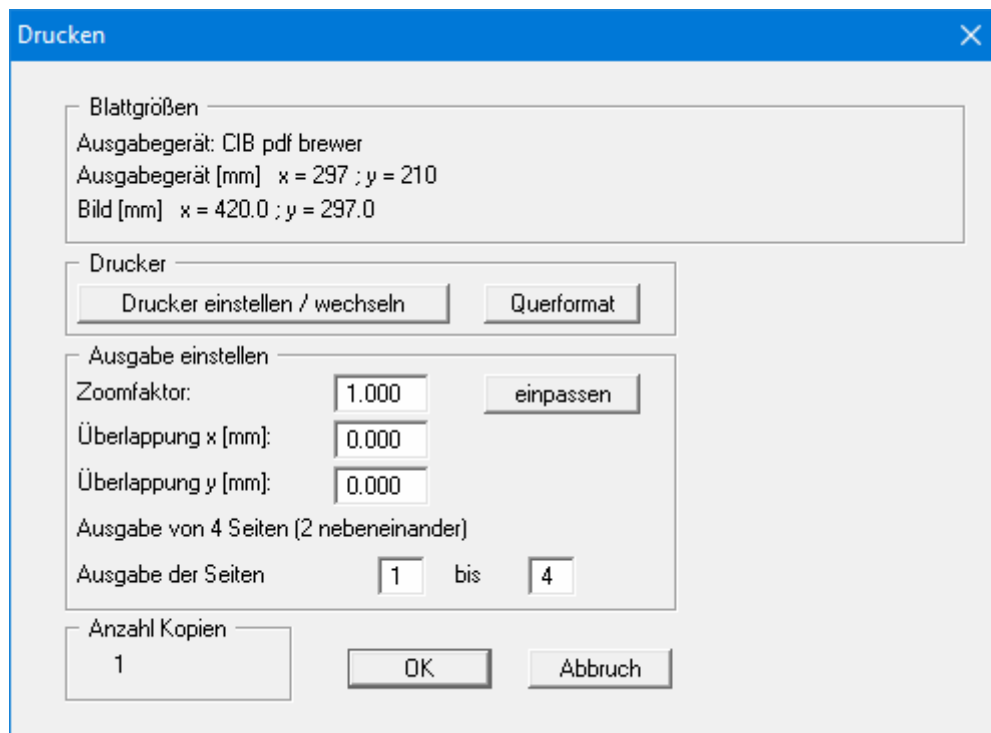 Drucken
Blattgrößen
Ausgabegerät: CIB pdf brewer
Ausgabegerät [mm] x = 297 ; y = 210
Bild [mm] x = 420.0 ; y = 297.0
Drucker
Drucker einstellen / wechseln Querformat
Ausgabe einstellen
Zoomfaktor: 1.000 einpassen
Überlappung x [mm]: 0.000
Überlappung y [mm]: 0.000
Ausgabe von 4 Seiten (2 nebeneinander)
Ausgabe der Seiten 1 bis 4
Anzahl Kopien
1
OK Abbruch